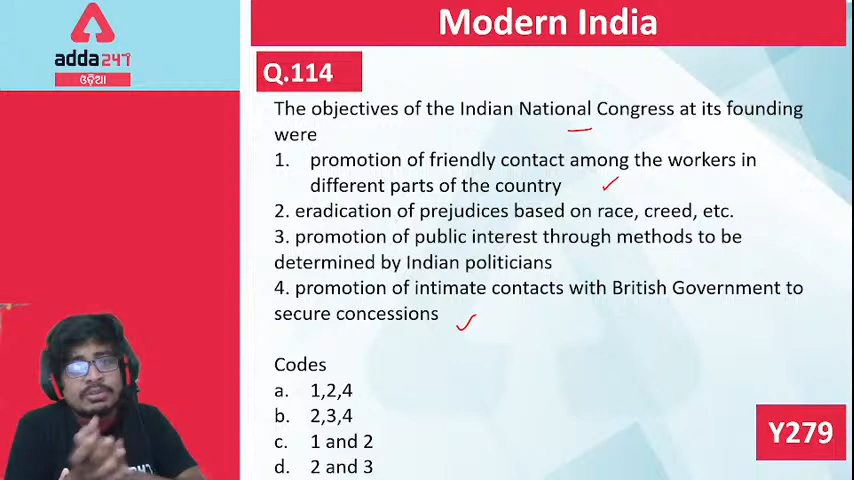 Modern India
adda247
ଓଡ଼ିଆ
Q.114
The objectives of the Indian National Congress at its founding
were
1. promotion of friendly contact among the workers in
different parts of the country
2. eradication of prejudices based on race, creed, etc.
3. promotion of public interest through methods to be
determined by Indian politicians
4. promotion of intimate contacts with British Government to
secure concessions
Codes
a. 1,2,4
b. 2,3,4
c. 1 and 2
d. 2 and 3
Y279